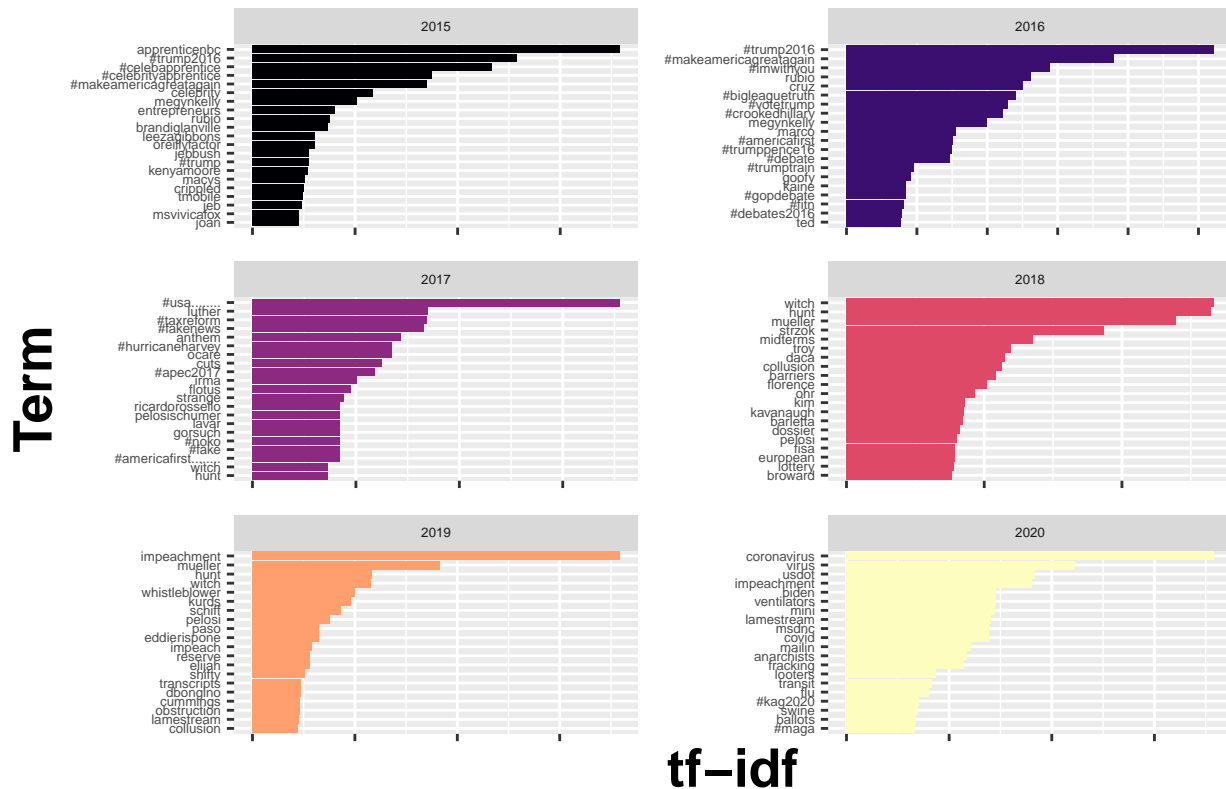 2015
apprenticenbc
#trump2016
#celebapprentice
#celebrityapprentice
#makeamericagreatagain
celebrity
megynkelly
entrepreneurs
rubio
brandiglanville
leezagibbons
oreillyfactor
jebbush
#trump
kenyamoore
macys
crippled
tmobile
jeb
msvivicafox
joan
2016
#trump2016
#makeamericagreatagain
#imwithyou
rubio
cruz
#bigleaguetruth
#votetrump
#crookedhillary
megynkelly
marco
#americafirst
#trumppence16
#debate
#trumptrain
goofy
kaine
#gopdebate
#fitn
#debates2016
ted
2017
#usa........
luther
#taxreform
#fakenews
anthem
#hurricaneharvey
ocare
cuts
#apec2017
irma
flotus
strange
ricardorossello
pelosischumer
lavar
gorsuch
#noko
#fake
#americafirst........
witch
hunt
2018
witch
hunt
mueller
strzok
midterms
troy
daca
collusion
barriers
florence
ohr
kim
kavanaugh
barletta
dossier
pelosi
fisa
european
lottery
broward
2019
impeachment
mueller
hunt
witch
whistleblower
kurds
schiff
pelosi
paso
eddierispone
impeach
reserve
elijah
shifty
transcripts
dbongino
cummings
obstruction
lamestream
collusion
2020
coronavirus
virus
usdot
impeachment
biden
ventilators
mini
lamestream
msdnc
covid
mailin
anarchists
fracking
looters
transit
flu
#kag2020
swine
ballots
#maga
Term
tf−idf